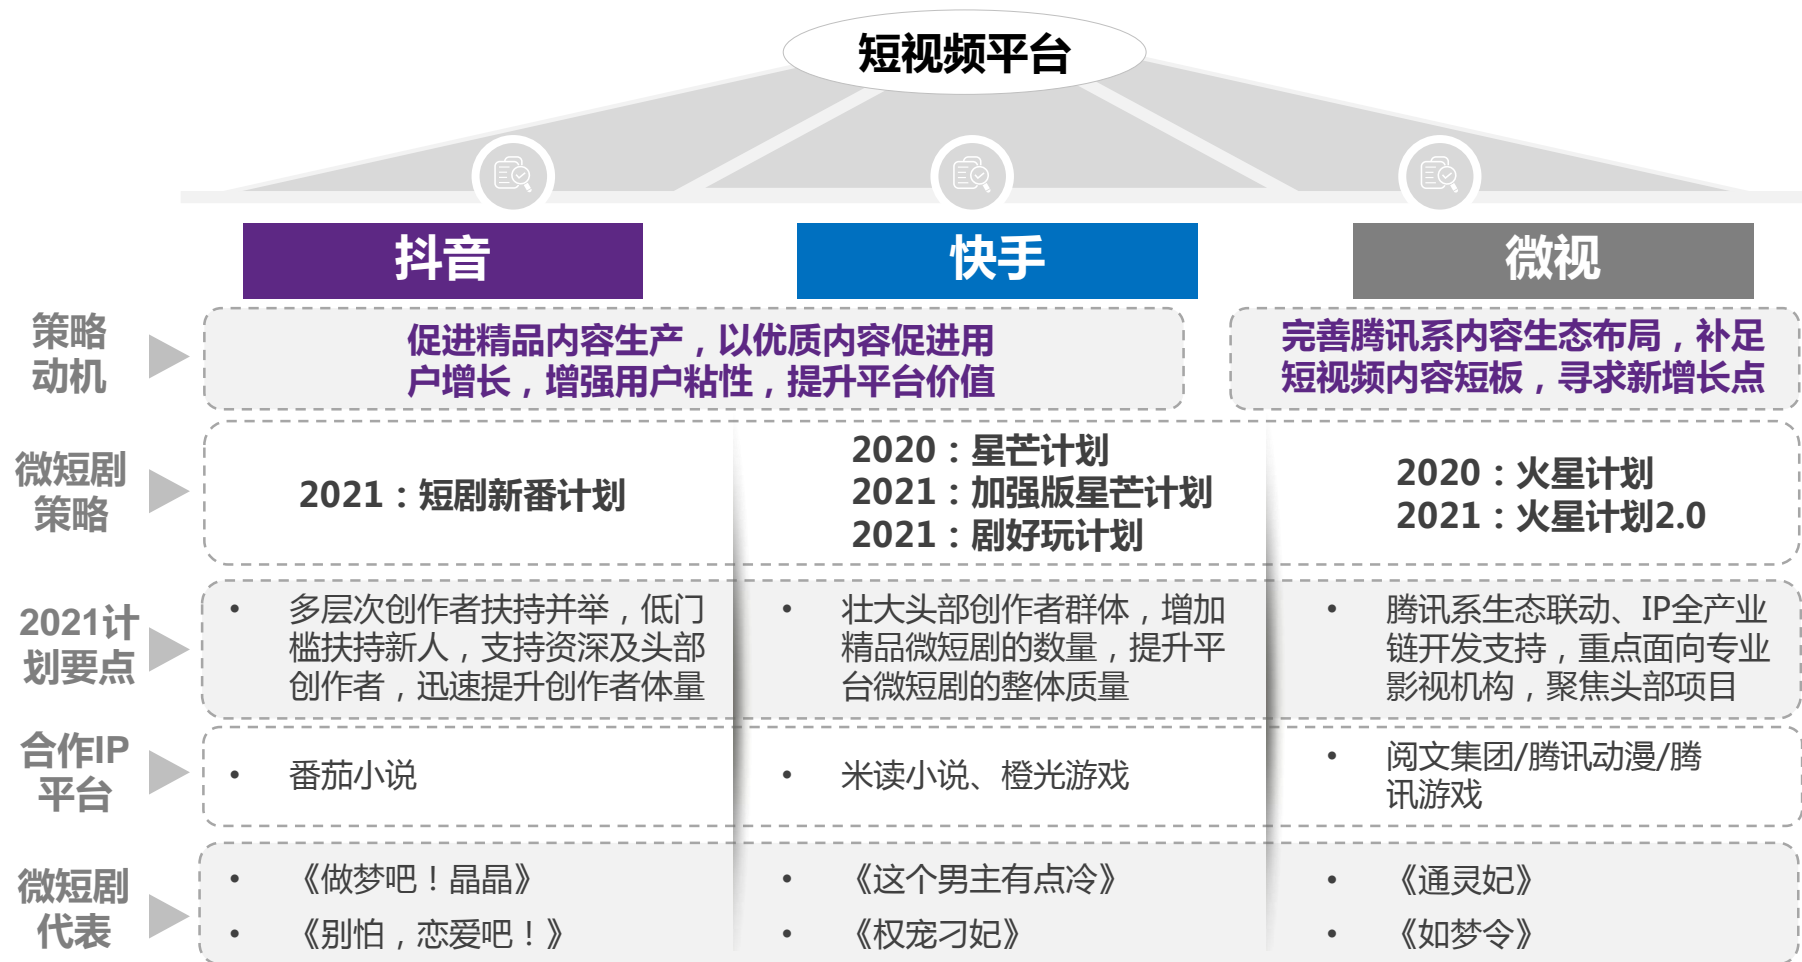 短视频平台
抖音
快手
微视
策略
动机
促进精品内容生产，以优质内容促进用
户增长，增强用户粘性，提升平台价值
完善腾讯系内容生态布局，补足
短视频内容短板，寻求新增长点
微短剧
策略
2021：短剧新番计划
2020：星芒计划
2021：加强版星芒计划
2021：剧好玩计划
2020：火星计划
2021：火星计划2.0
2021计
划要点
• 多层次创作者扶持并举，低门
槛扶持新人，支持资深及头部
创作者，迅速提升创作者体量
• 壮大头部创作者群体，增加
精品微短剧的数量，提升平
台微短剧的整体质量
• 腾讯系生态联动、IP全产业
链开发支持，重点面向专业
影视机构，聚焦头部项目
合作IP
平台
• 番茄小说
• 米读小说、橙光游戏
• 阅文集团/腾讯动漫/腾
讯游戏
微短剧
代表
• 《做梦吧！晶晶》
• 《别怕，恋爱吧！》
• 《这个男主有点冷》
• 《权宠刁妃》
• 《通灵妃》
• 《如梦令》